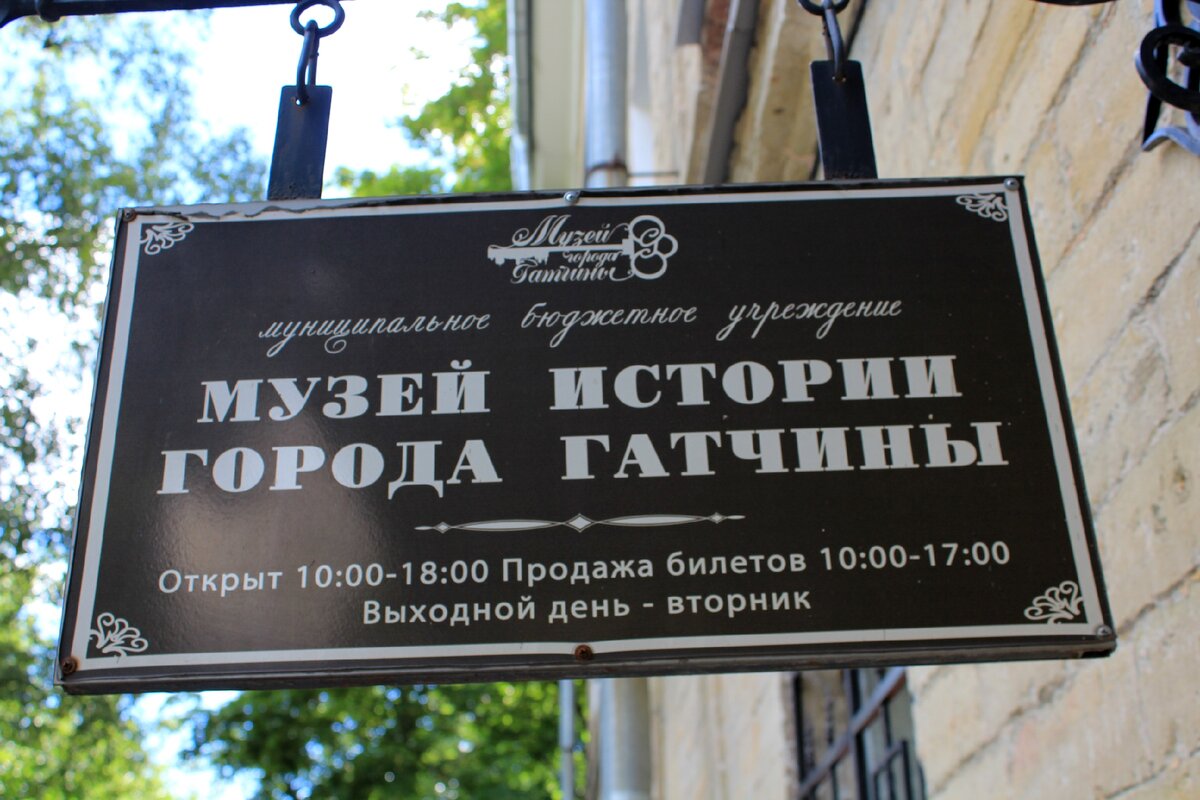 Музей
города
Гатчины
муниципальное бюджетное учреждение
МУЗЕЙ ИСТОРИИ
ГОРОДА ГАТЧИНЫ
Открыт 10:00-18:00 Продажа билетов 10:00-17:00
Выходной день - вторник